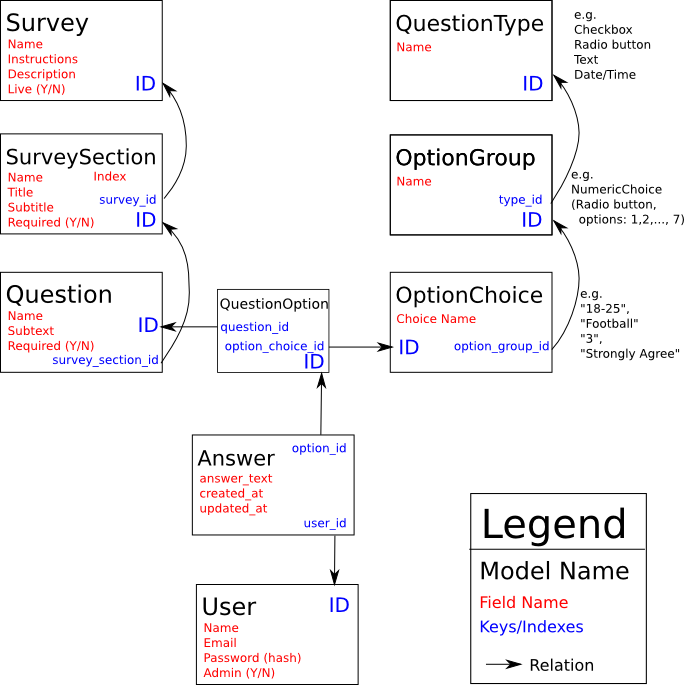 Survey
Name
Instructions
Description
Live (Y/N)
ID
SurveySection
Name
Index
Title
Subtitle
survey_id
Required (Y/N)
ID
Question
Name
Subtext
Required (Y/N)
ID
survey_section_id
QuestionOption
question_id
option_choice_id
ID
QuestionType
Name
ID
e.g.
Checkbox
Radio button
Text
Date/Time
OptionGroup
Name
type_id
ID
e.g.
NumericChoice
(Radio button,
options: 1,2,..., 7)
OptionChoice
Choice Name
ID
option_group_id
e.g.
"18-25",
"Football"
"3",
"Strongly Agree"
Answer
option_id
answer_text
created_at
updated_at
user_id
User
ID
Name
Email
Password (hash)
Admin (Y/N)
Legend
Model Name
Field Name
Keys/Indexes
Relation